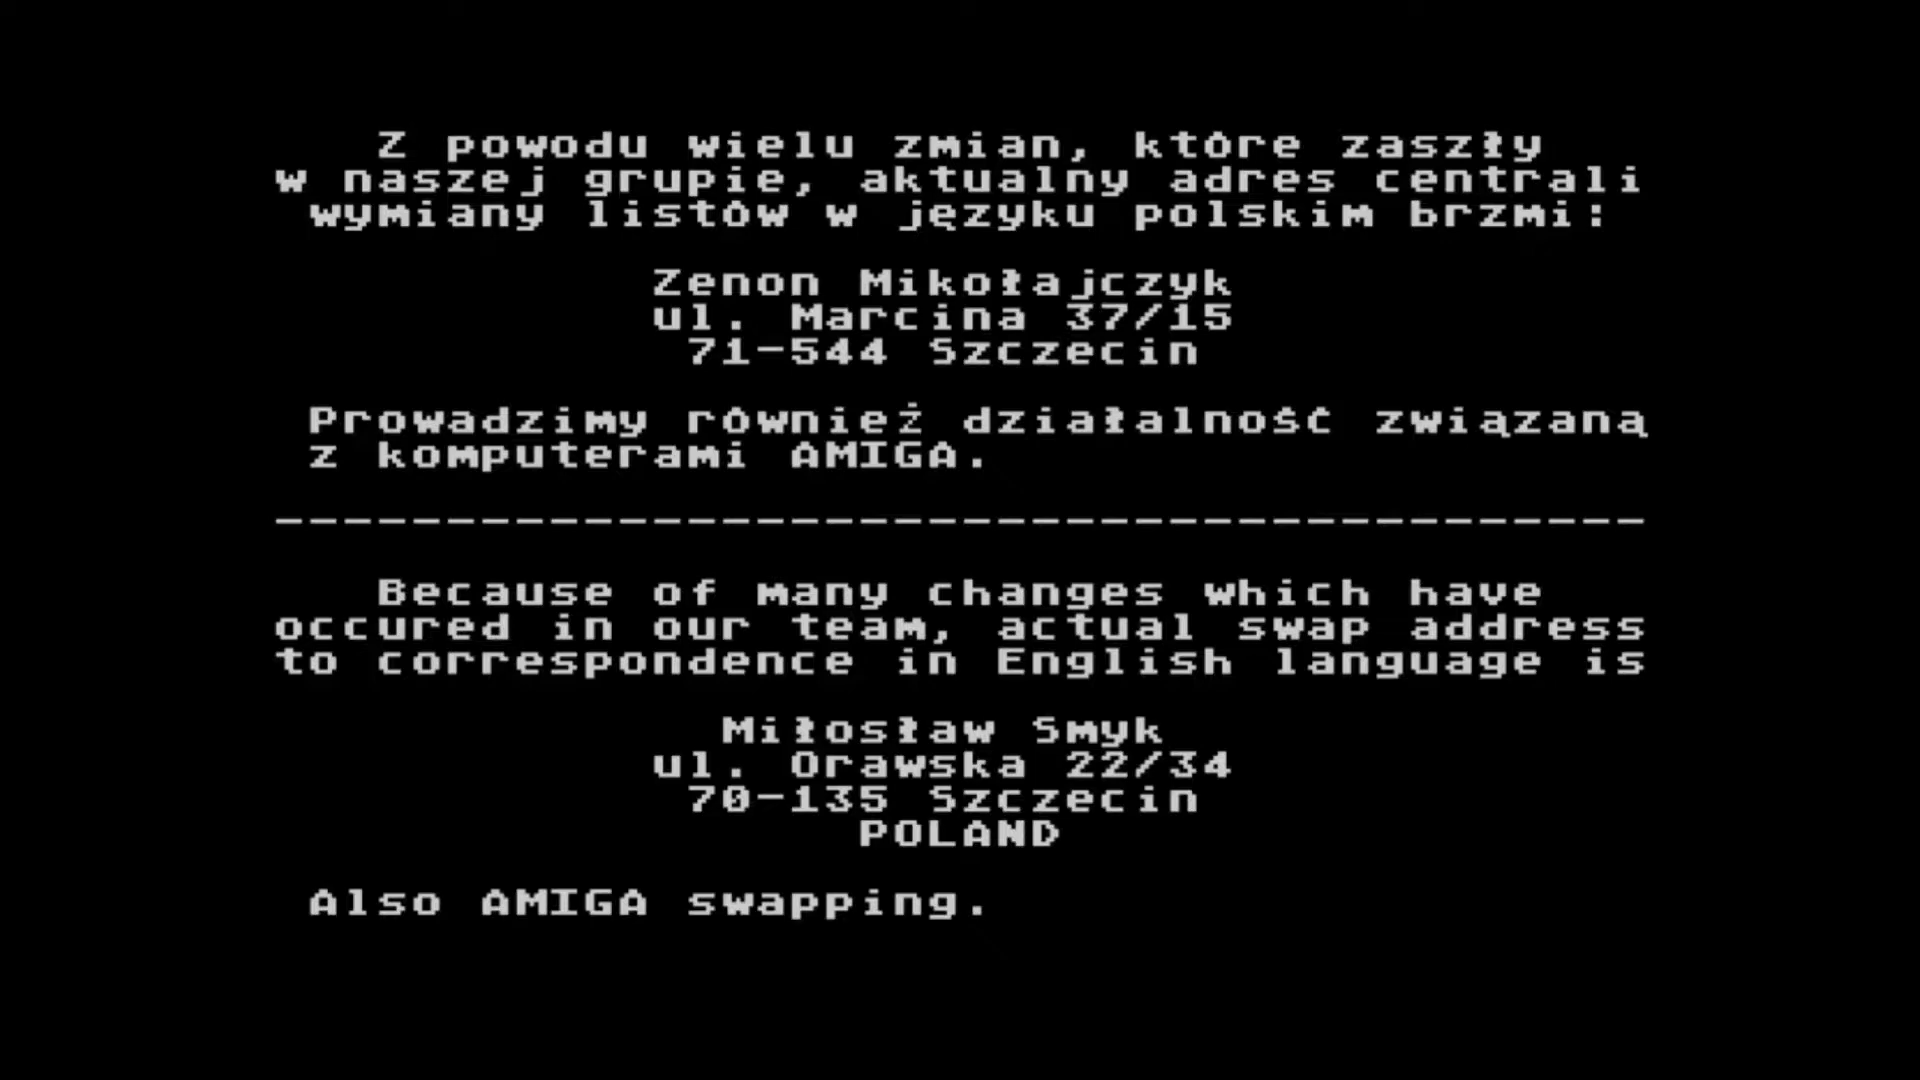 Z powodu wielu zmian, które zaszły
w naszej grupie, aktualny adres centrali
wymiany listów w języku polskim brzmi:
Zenon Mikołajczyk
ul. Marcina 37/15
71-544 Szczecin
Prowadzimy również działalność związaną
z komputerami AMIGA.
----------------------------------------
Because of many changes which have
occured in our team, actual swap address
to correspondence in English language is
Miłosław Smyk
ul. Orawska 22/34
70-135 Szczecin
POLAND
Also AMIGA swapping.